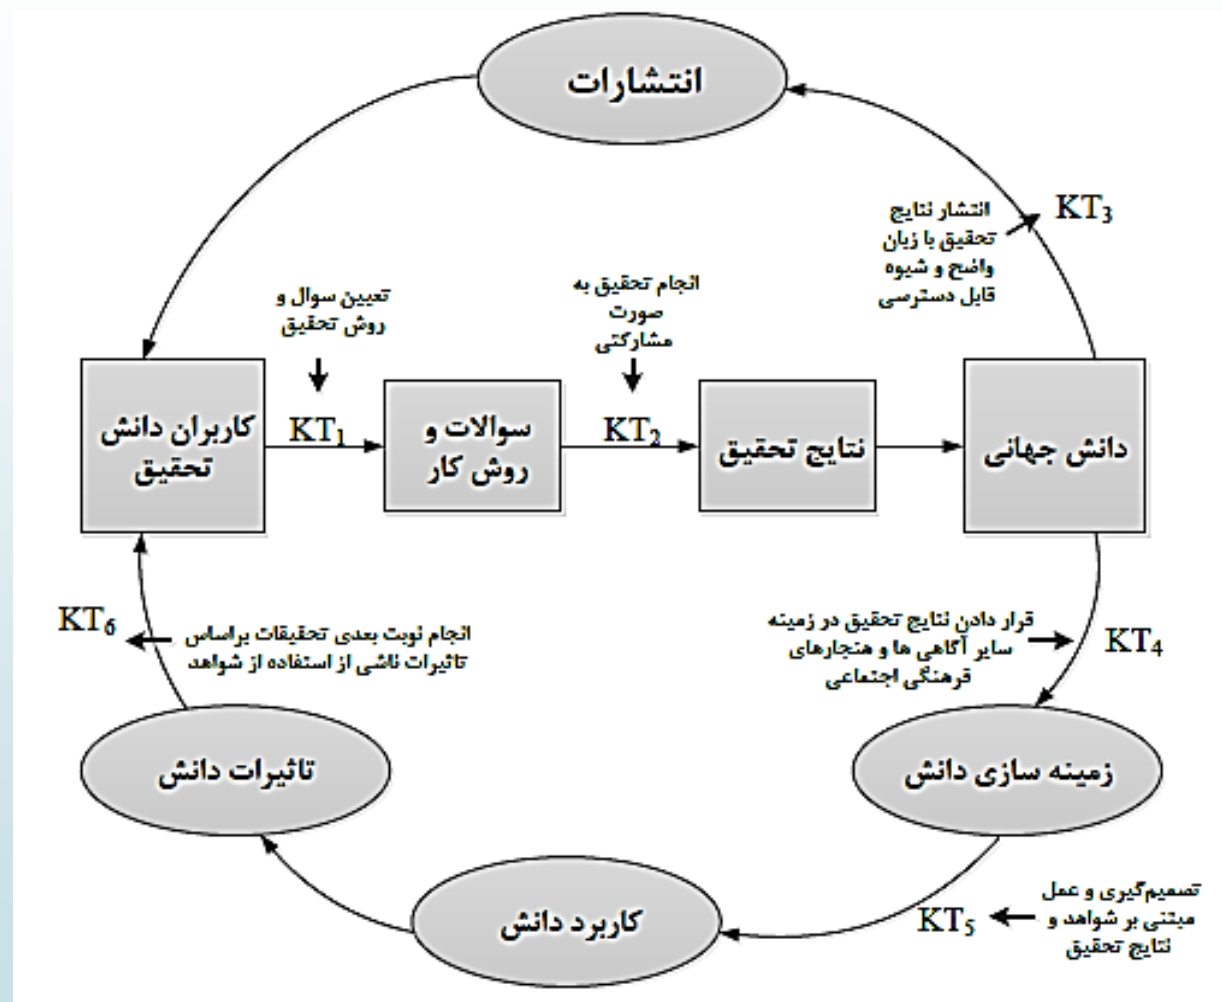 انتشارات
انتشار نتایج
تحقیق با زبان
واضح و شیوه
قابل دسترسی
KT3
تعیین سوال و
روش تحقیق
انجام تحقیق به
صورت
مشارکتی
کاربران دانش
تحقیق
KT1
سوالات و
روش کار
KT2
نتایج تحقیق
دانش جهانی
KT6
انجام نوبت بعدی تحقیقات براساس
تاثیرات ناشی از استفاده از شواهد
قرار دادن نتایج تحقیق در زمینه
سایر آگاهی ها و هنجارهای
فرهنگی اجتماعی
KT4
تاثیرات دانش
زمینه سازی دانش
کاربرد دانش
KT5
تصمیم‌گیری و عمل
مبتنی بر شواهد و
نتایج تحقیق